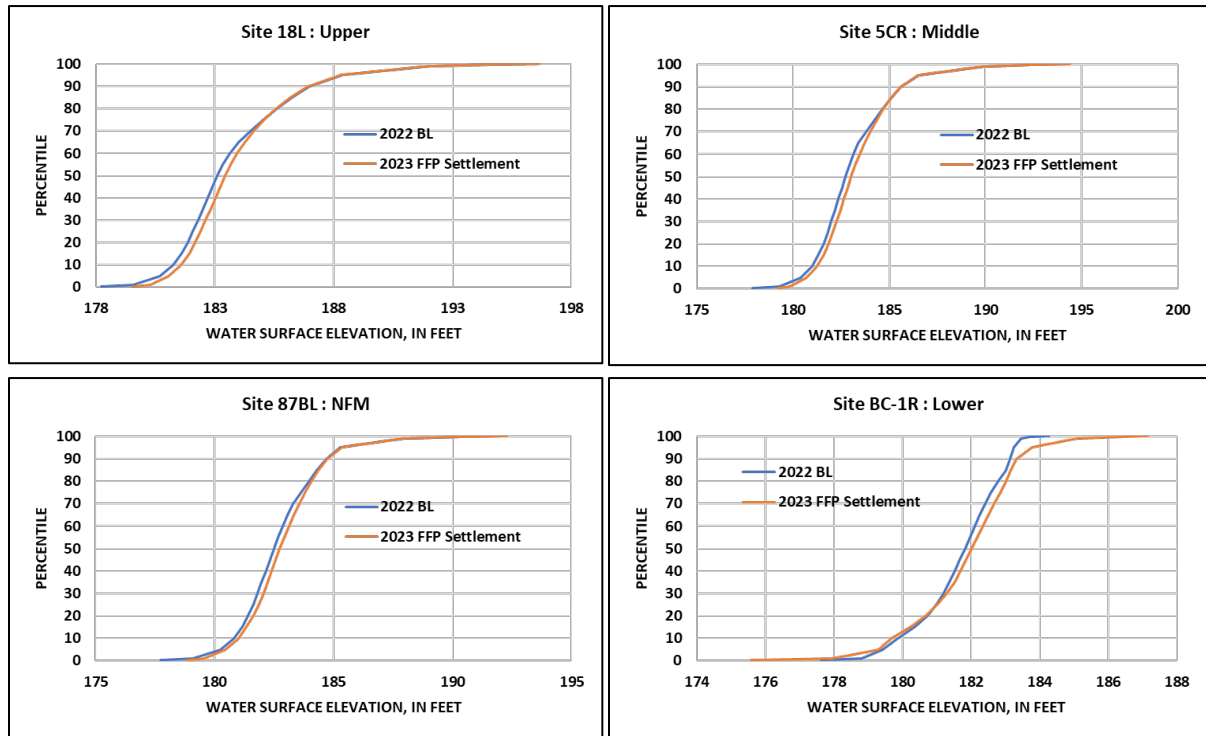 Site 18L : Upper
PERCENTILE
100
90
80
70
60
50
40
30
20
10
0
2022 BL
2023 FFP Settlement
178 183 188 193 198
WATER SURFACE ELEVATION, IN FEET
Site 5CR : Middle
PERCENTILE
100
90
80
70
60
50
40
30
20
10
0
2022 BL
2023 FFP Settlement
175 180 185 190 195 200
WATER SURFACE ELEVATION, IN FEET
Site 87BL : NFM
PERCENTILE
100
90
80
70
60
50
40
30
20
10
0
2022 BL
2023 FFP Settlement
175 180 185 190 195
WATER SURFACE ELEVATION, IN FEET
Site BC-1R : Lower
PERCENTILE
100
90
80
70
60
50
40
30
20
10
0
2022 BL
2023 FFP Settlement
174 176 178 180 182 184 186 188
WATER SURFACE ELEVATION, IN FEET